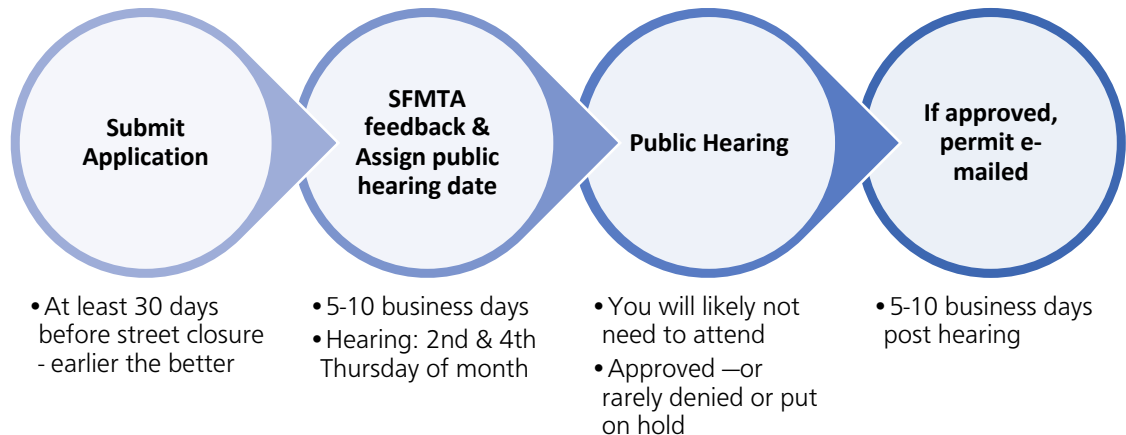 Submit
Application
SFMTA
feedback &
Assign public
hearing date
Public Hearing
If approved,
permit e-
mailed
•At least 30 days
before street closure
- earlier the better
•5-10 business days
•Hearing: 2nd & 4th
Thursday of month
•You will likely not
need to attend
•Approved —or
rarely denied or put
on hold
•5-10 business days
post hearing